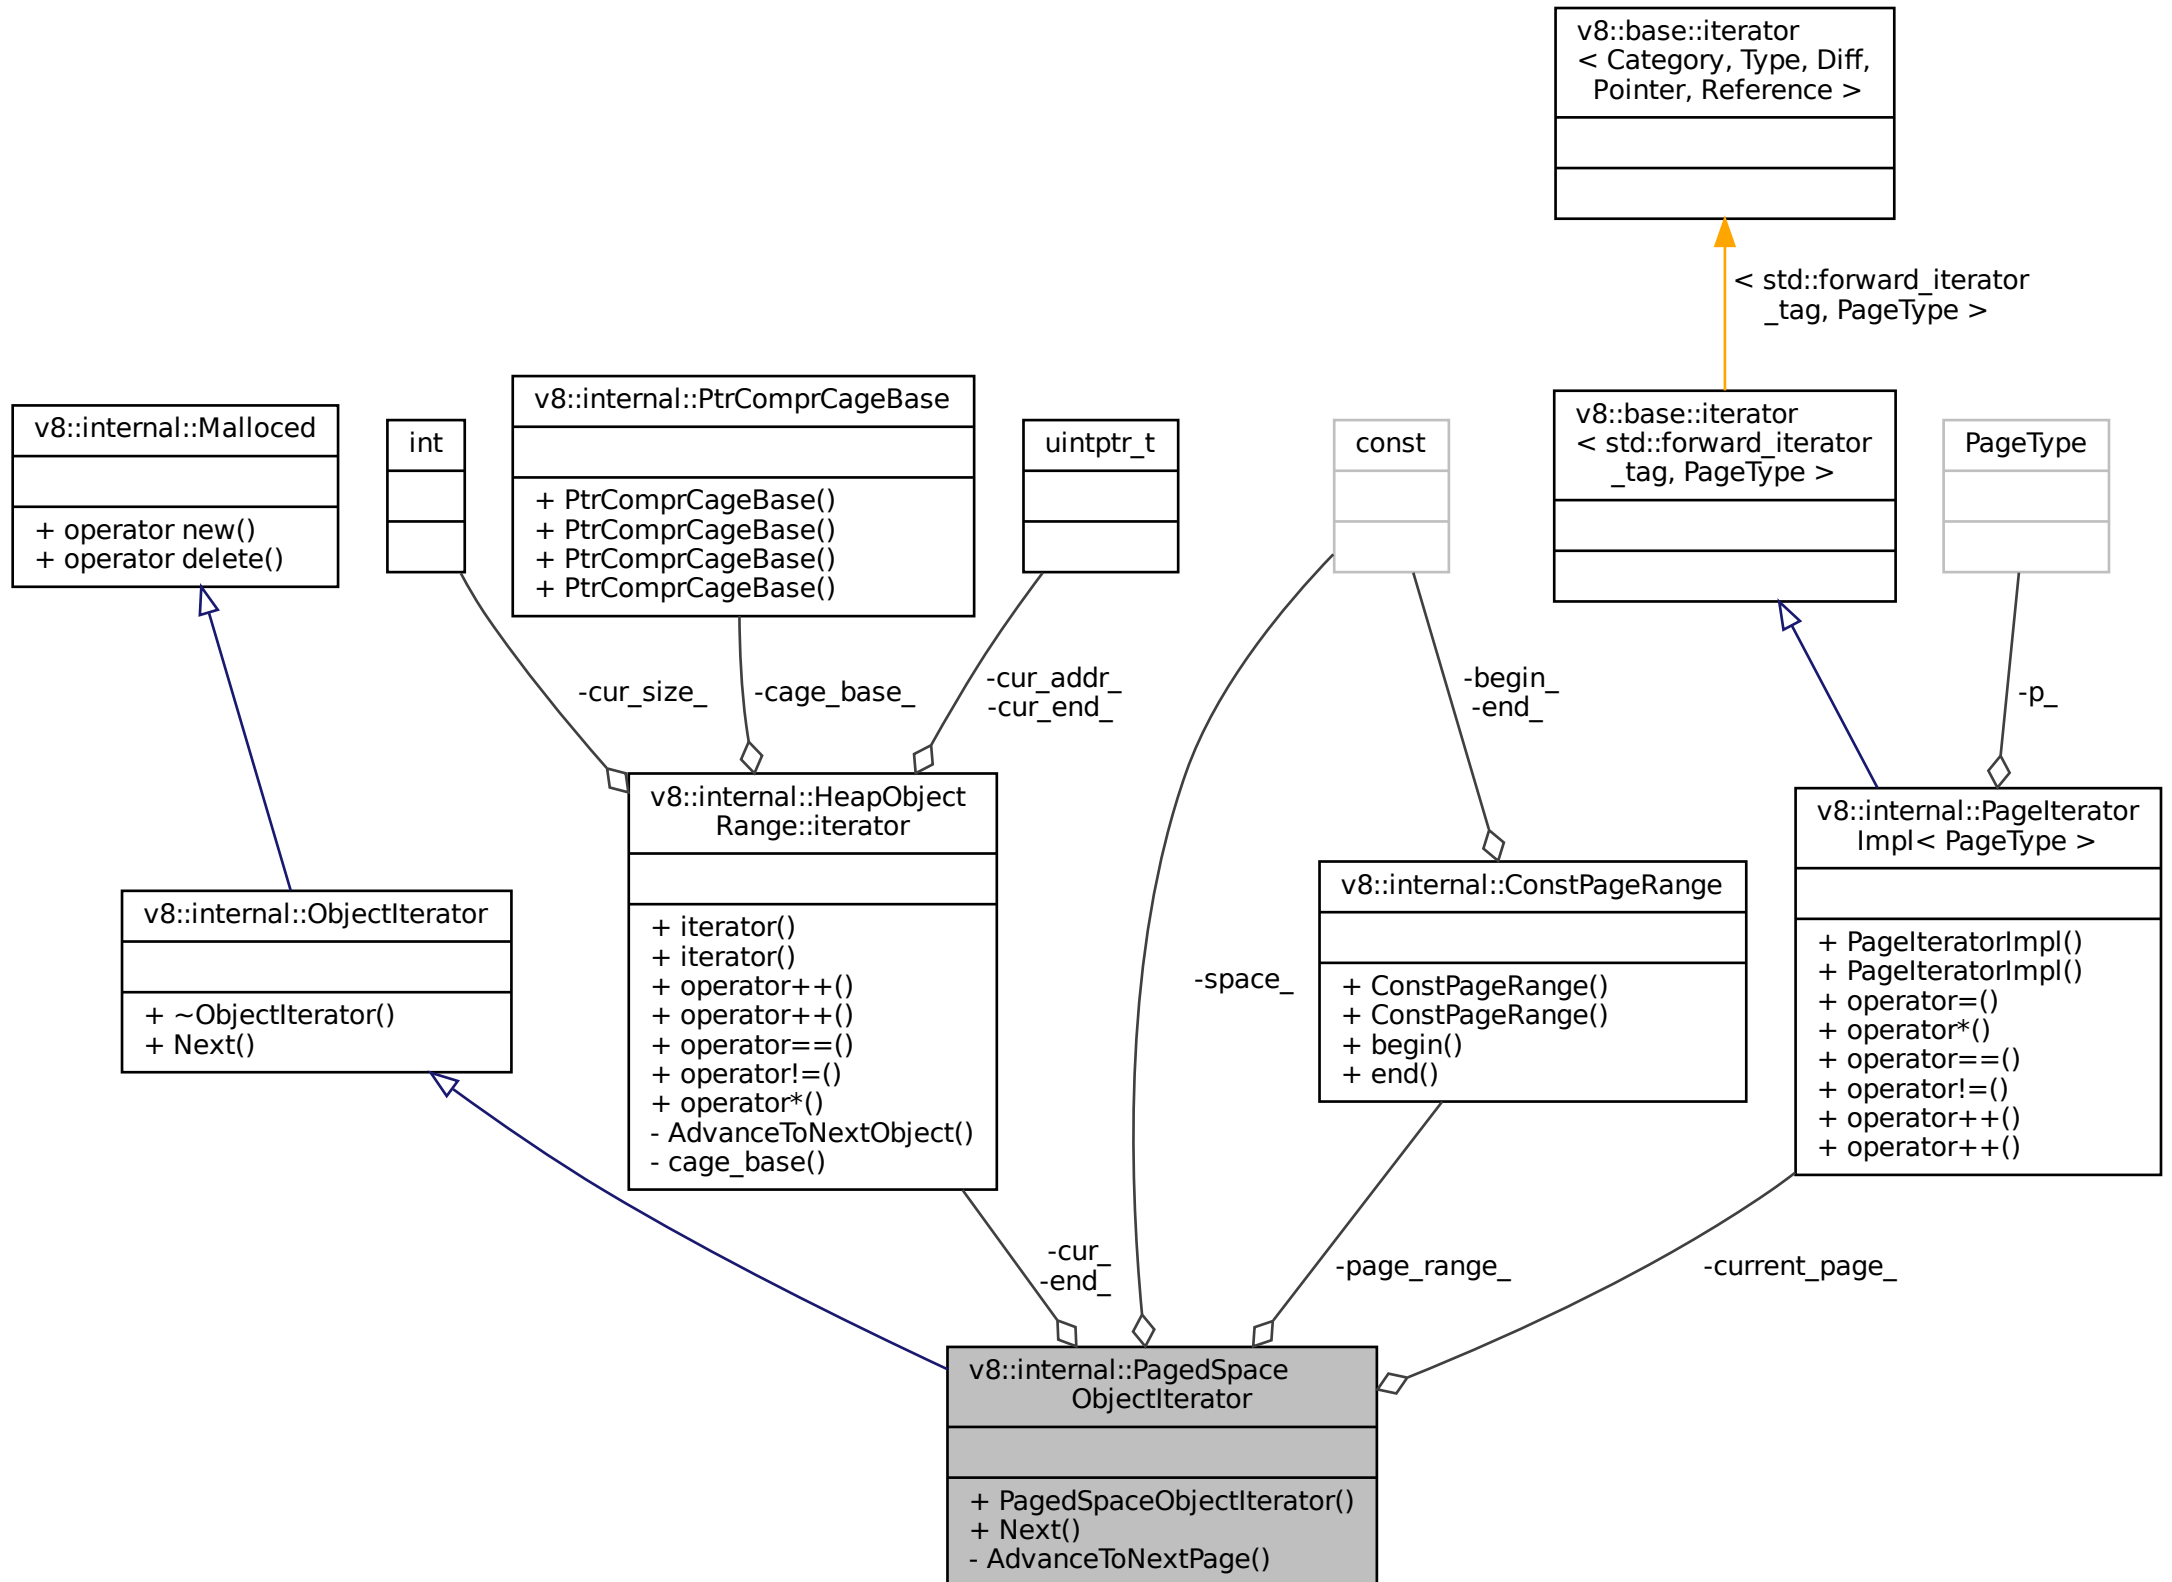 v8::base::iterator
< Category, Type, Diff,
Pointer, Reference >
< std::forward_iterator
_tag, PageType >
v8::internal::Malloced
+ operator new()
+ operator delete()
int
v8::internal::PtrComprCageBase
+ PtrComprCageBase()
+ PtrComprCageBase()
+ PtrComprCageBase()
+ PtrComprCageBase()
uintptr_t
const
v8::base::iterator
< std::forward_iterator
_tag, PageType >
PageType
-cur_size_
-cage_base_
-cur_addr_
-cur_end_
-begin_
-end_
-p_
v8::internal::ObjectIterator
+ ~ObjectIterator()
+ Next()
v8::internal::HeapObject
Range::iterator
+ iterator()
+ iterator()
+ operator++()
+ operator++()
+ operator==()
+ operator!=()
+ operator*()
- AdvanceToNextObject()
- cage_base()
-space_
v8::internal::ConstPageRange
+ ConstPageRange()
+ ConstPageRange()
+ begin()
+ end()
v8::internal::PageIterator
Impl< PageType >
+ PageIteratorImpl()
+ PageIteratorImpl()
+ operator=()
+ operator*()
+ operator==()
+ operator!=()
+ operator++()
+ operator++()
-cur_
-end_
-page_range_
-current_page_
v8::internal::PagedSpace
ObjectIterator
+ PagedSpaceObjectIterator()
+ Next()
- AdvanceToNextPage()